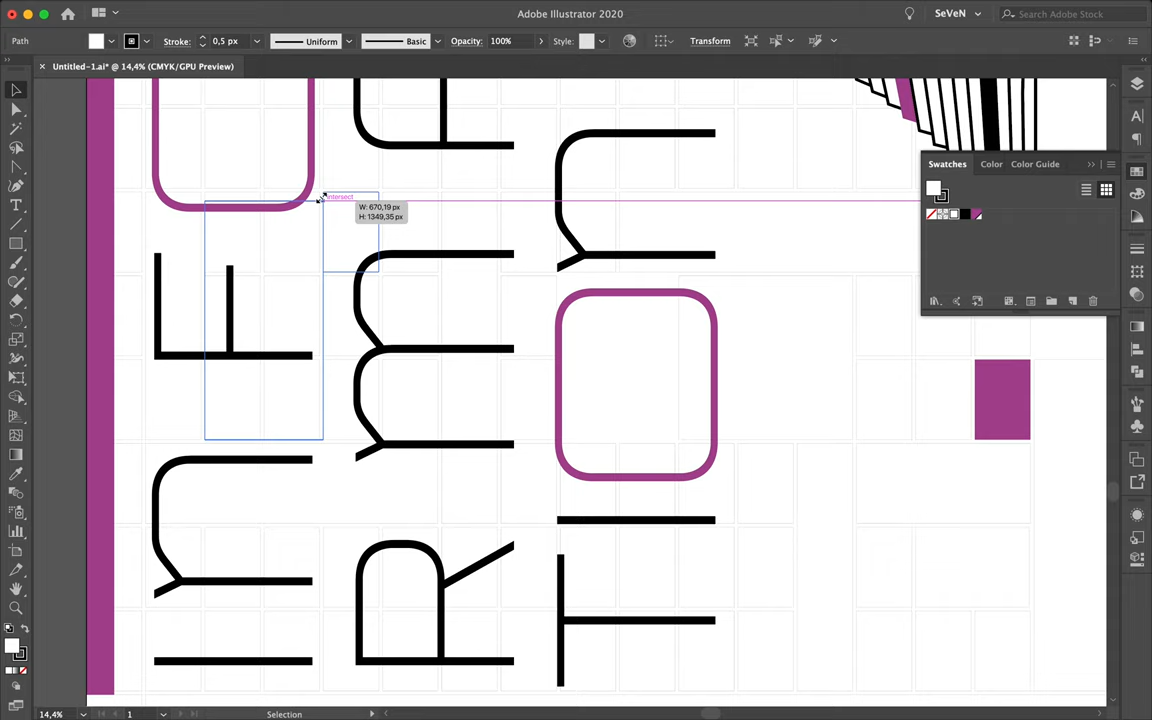 Adobe Illustrator 2020
SeVeN
Search Adobe Stock
Path
Stroke:
0,5 px
Uniform
Basic
Opacity:
100%
Style:
Transform
Untitled-1.ai* @ 14,4% (CMYK/GPU Preview)
Swatches
Color
Color Guide
intersect
W: 670,19 px
H: 1349,35 px
14,4%
1
Selection